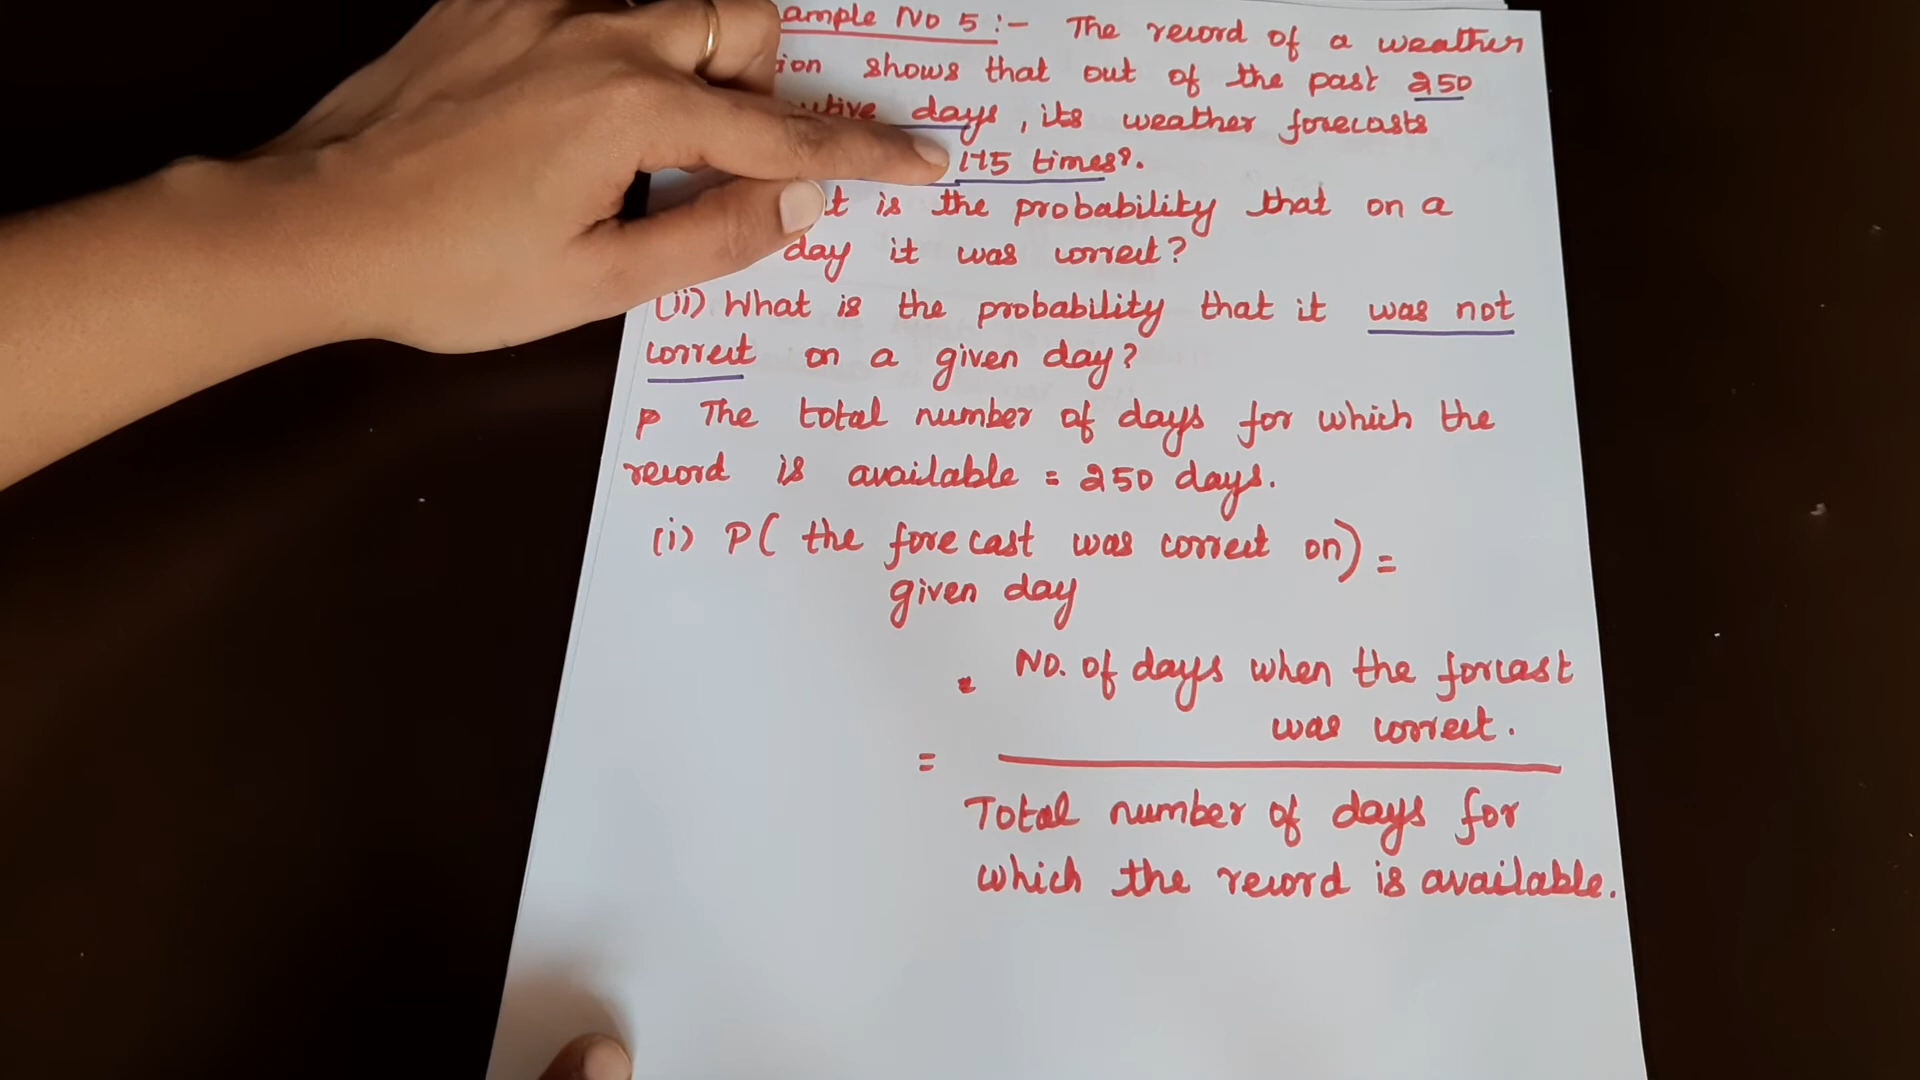 ample No 5 :- The record of a weather
ion shows that out of the past 250
utive days, its weather forecasts
175 times?.
t is the probability that on a
day it was correct?
(ii) What is the probability that it was not
correct on a given day?
p The total number of days for which the
record is available = 250 days.
(i) P( the forecast was correct on) =
given day
No. of days when the forcast
was correct.
=
Total number of days for
which the record is available.